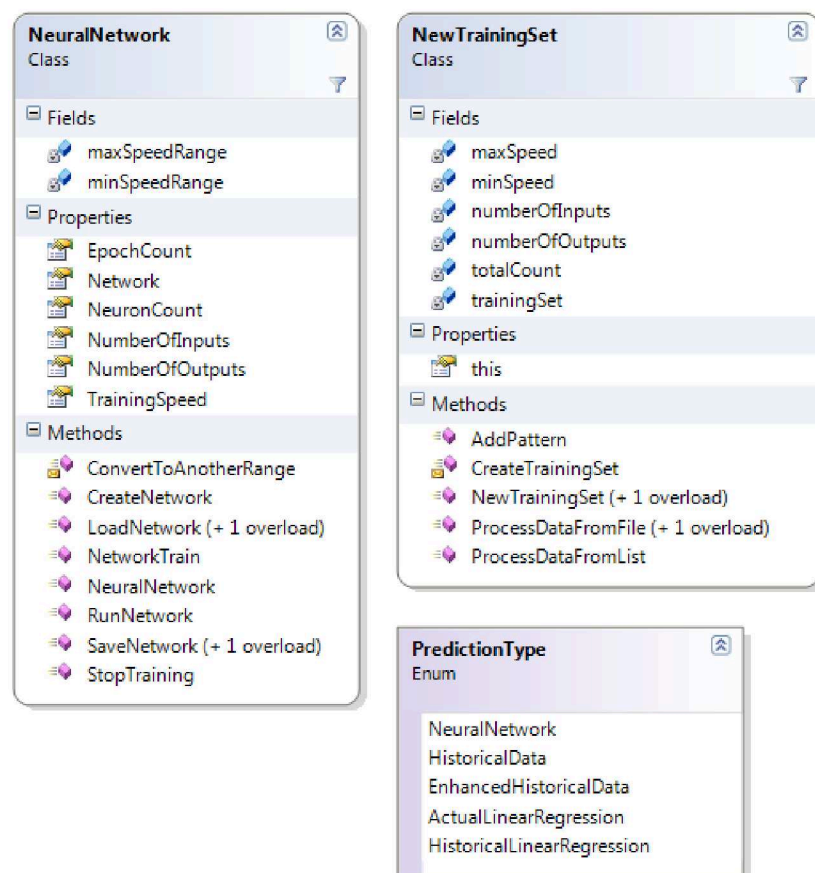 NeuralNetwork
Class
Fields
maxSpeedRange
minSpeedRange
Properties
EpochCount
Network
NeuronCount
NumberOfInputs
NumberOfOutputs
TrainingSpeed
Methods
ConvertToAnotherRange
CreateNetwork
LoadNetwork (+ 1 overload)
NetworkTrain
NeuralNetwork
RunNetwork
SaveNetwork (+ 1 overload)
StopTraining
NewTrainingSet
Class
Fields
maxSpeed
minSpeed
numberOfInputs
numberOfOutputs
totalCount
trainingSet
Properties
this
Methods
AddPattern
CreateTrainingSet
NewTrainingSet (+ 1 overload)
ProcessDataFromFile (+ 1 overload)
ProcessDataFromList
PredictionType
Enum
NeuralNetwork
HistoricalData
EnhancedHistoricalData
ActualLinearRegression
HistoricalLinearRegression